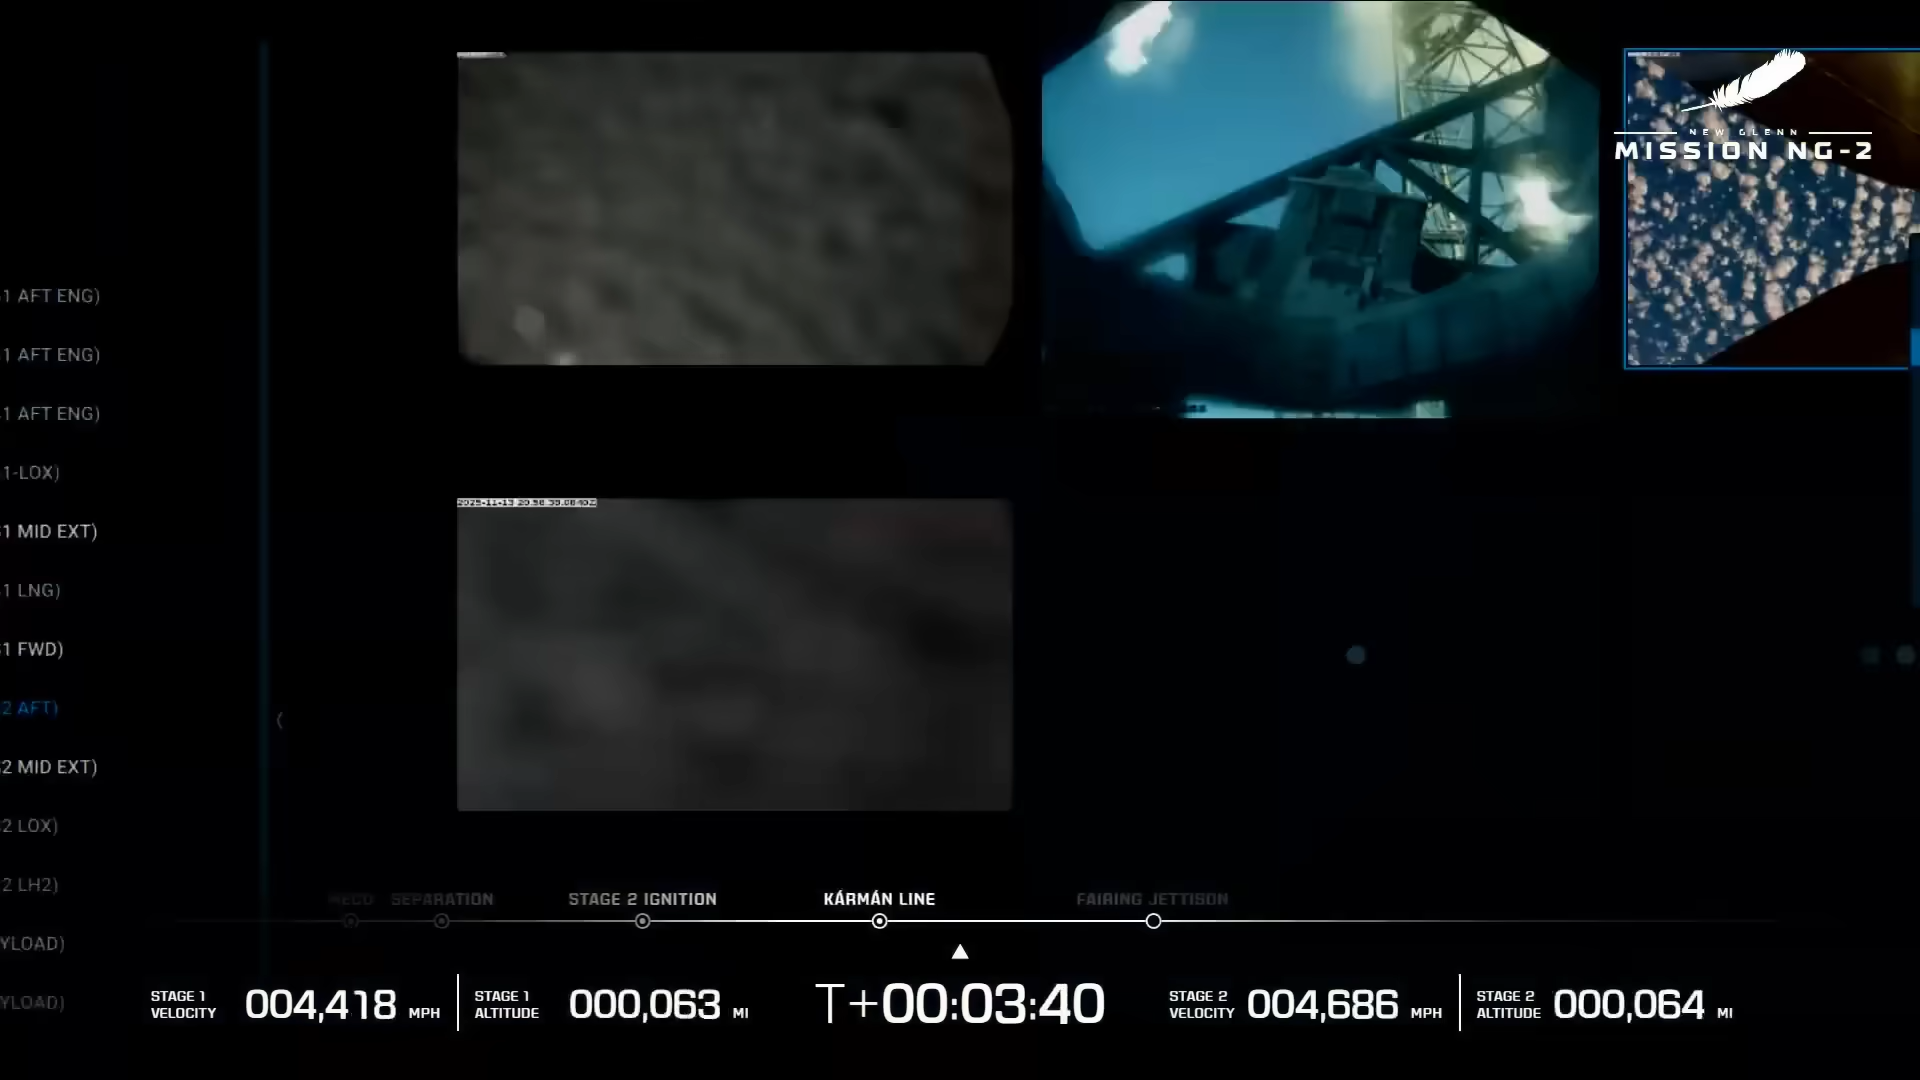 NEW GLENN
MISSION NG-2
1 AFT ENG)
1 AFT ENG)
1 AFT ENG)
1-LOX)
1 MID EXT)
1 LNG)
1 FWD)
2 AFT)
2 MID EXT)
2 LOX)
2 LH2)
YLOAD)
YLOAD)
MECO SEPARATION STAGE 2 IGNITION KÁRMÁN LINE FAIRING JETTISON
STAGE 1 VELOCITY 004,418 MPH
STAGE 1 ALTITUDE 000,063 MI
T+00:03:40
STAGE 2 VELOCITY 004,686 MPH
STAGE 2 ALTITUDE 000,064 MI